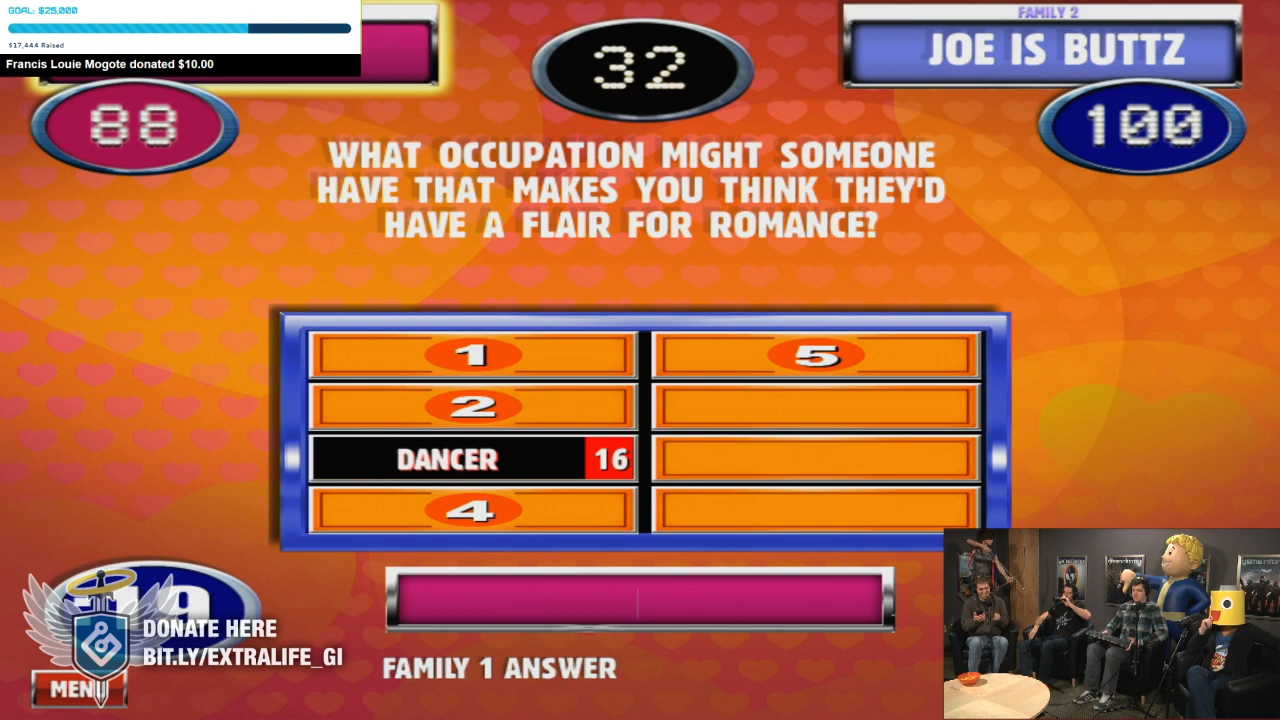 GOAL: $25,000
$17,444 Raised
Francis Louie Mogote donated $10.00
88
32
FAMILY 2
JOE IS BUTTZ
100
WHAT OCCUPATION MIGHT SOMEONE
HAVE THAT MAKES YOU THINK THEY'D
HAVE A FLAIR FOR ROMANCE?
1
5
2
DANCER 16
4
DONATE HERE
BIT.LY/EXTRALIFE_GI
MENU
FAMILY 1 ANSWER